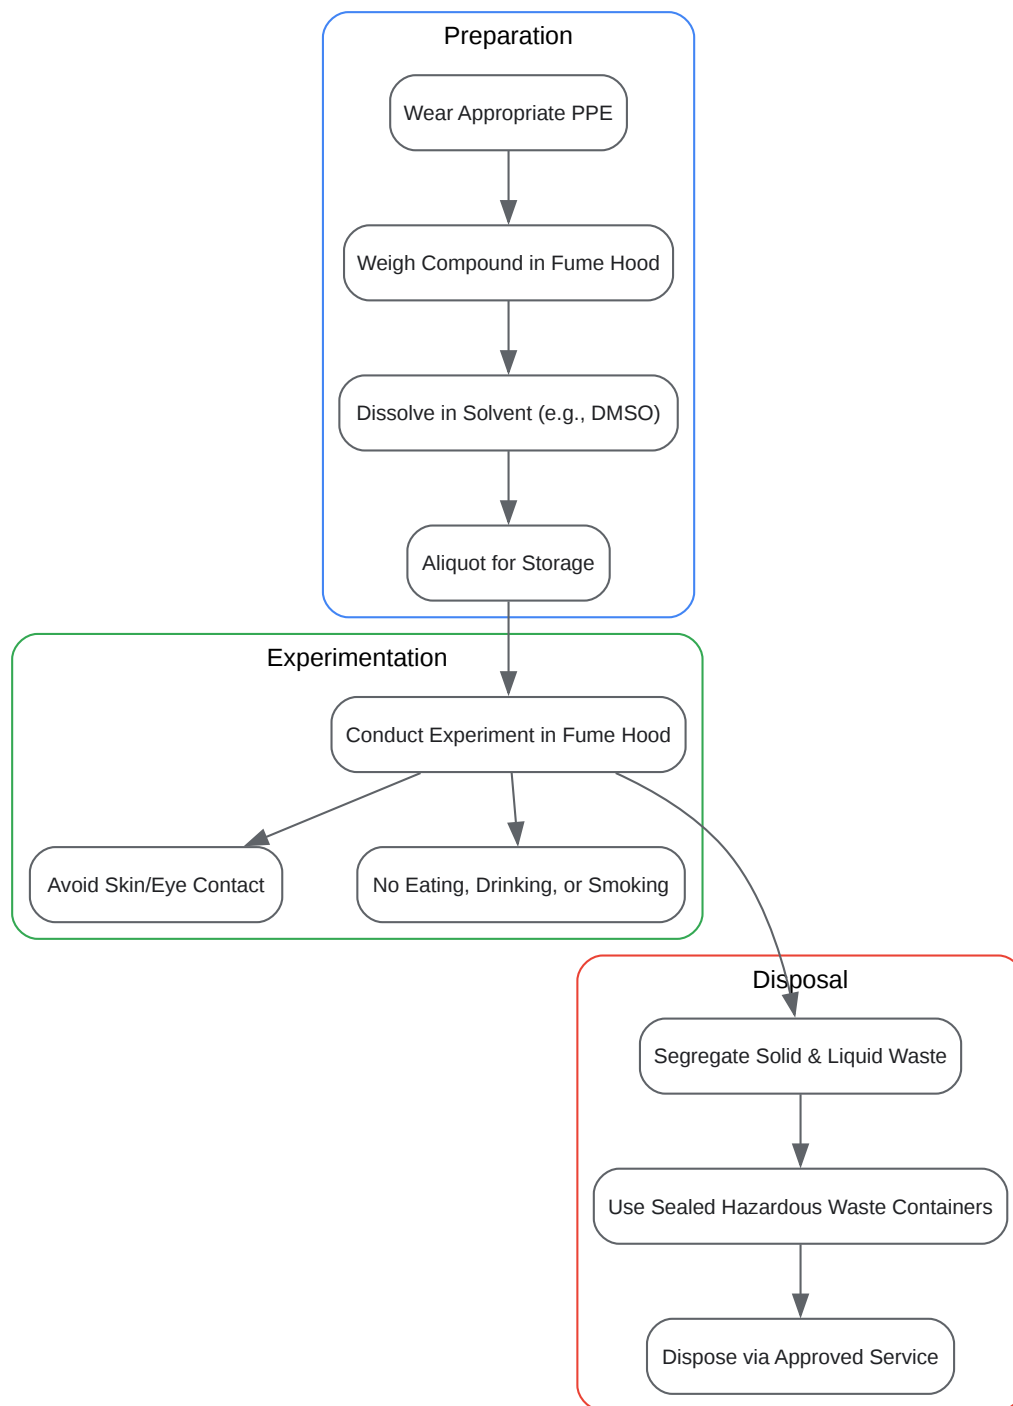 Preparation
Wear Appropriate PPE
Weigh Compound in Fume Hood
Dissolve in Solvent (e.g., DMSO)
Aliquot for Storage
Experimentation
Conduct Experiment in Fume Hood
Avoid Skin/Eye Contact
No Eating, Drinking, or Smoking
Disposal
Segregate Solid & Liquid Waste
Use Sealed Hazardous Waste Containers
Dispose via Approved Service